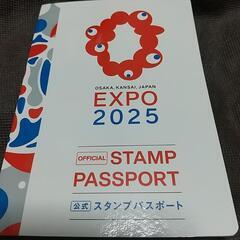 OSAKA, KANSAI, JAPAN
EXPO
2025
OFFICIAL STAMP
PASSPORT
公式 スタンプパスポート